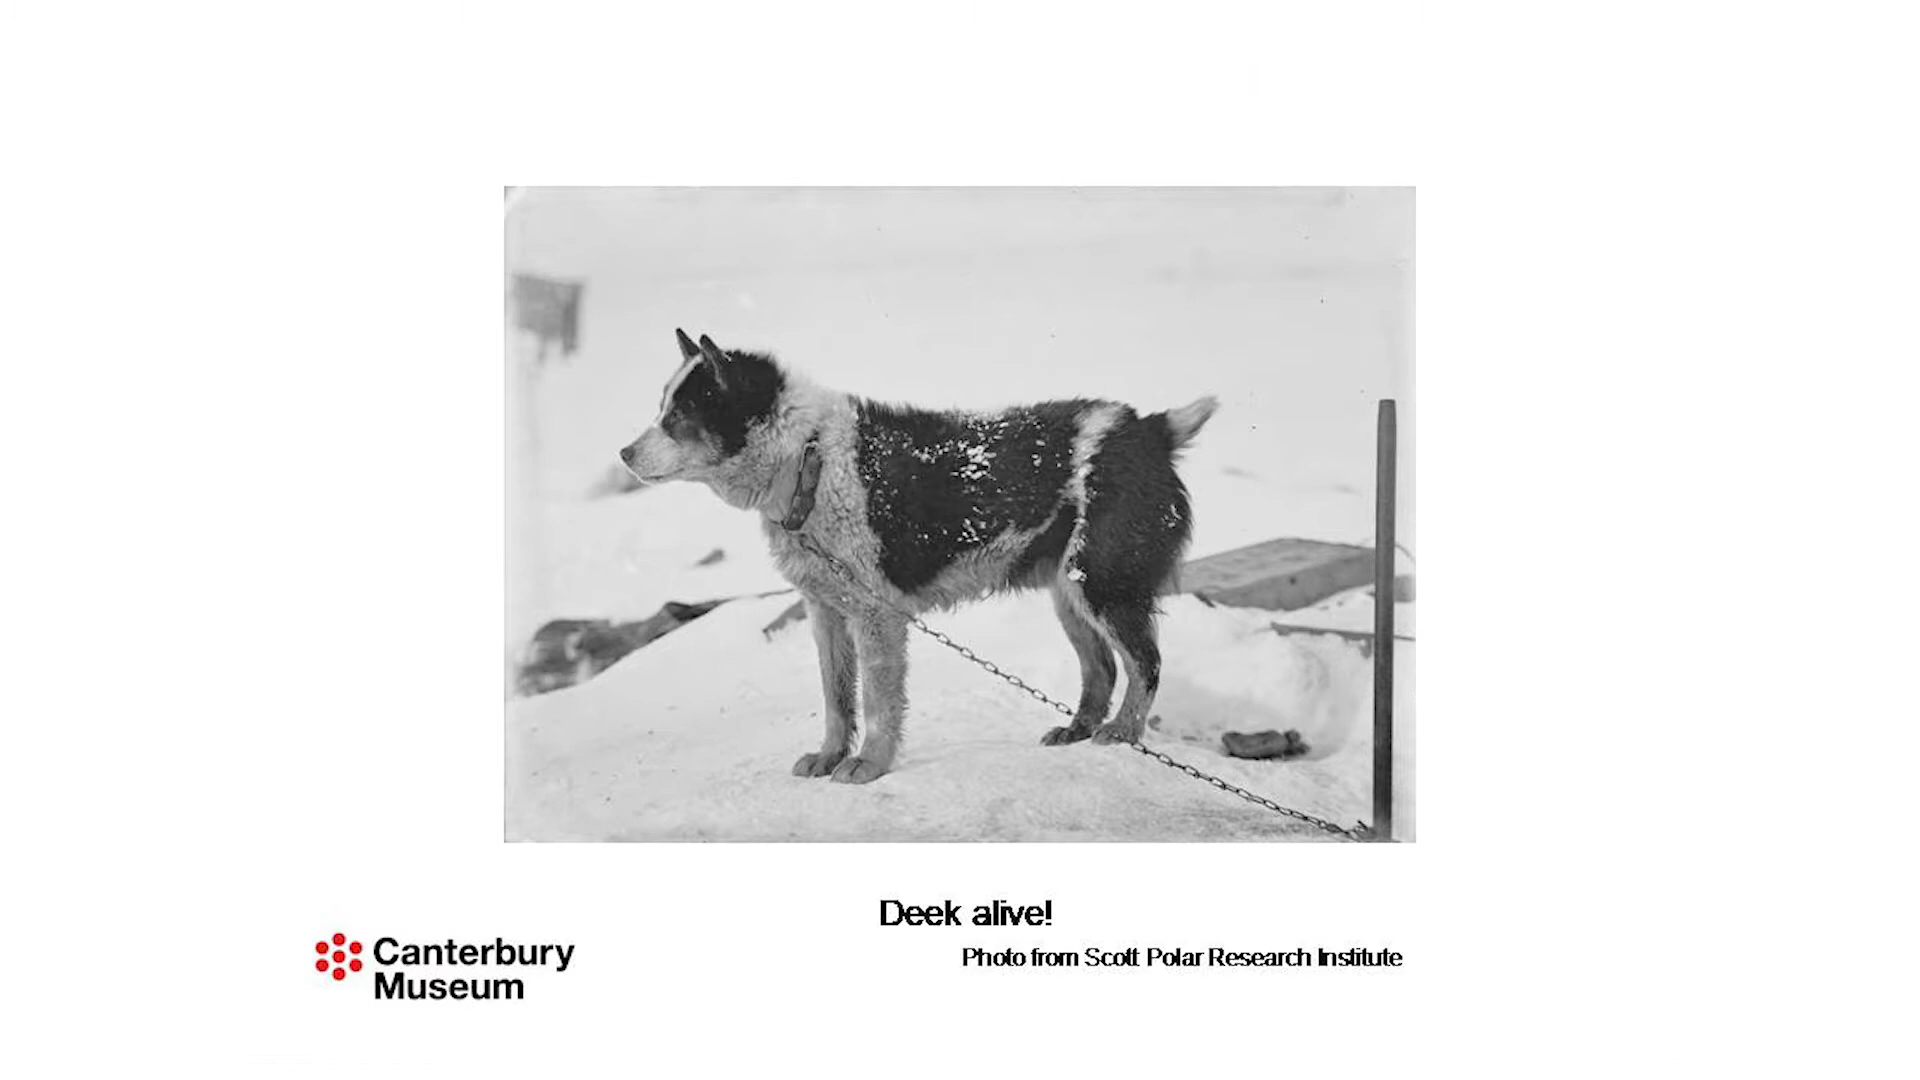 Deek alive!
Photo from Scott Polar Research Institute
Canterbury
Museum